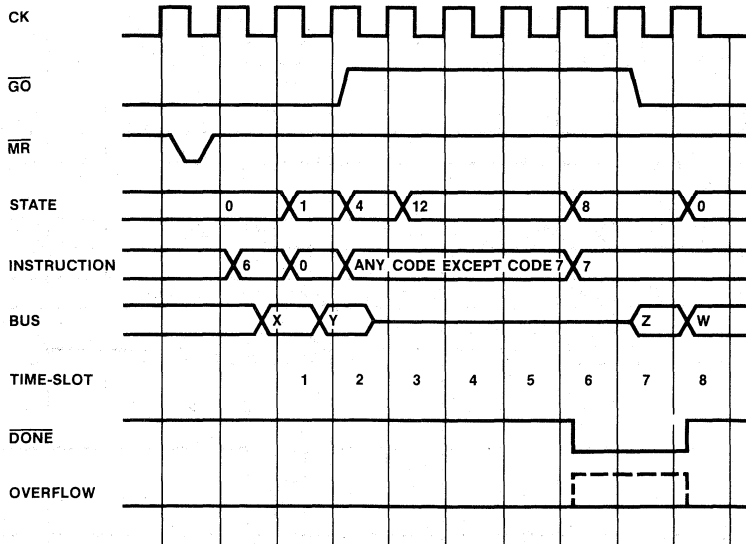 CK
GO
MR
STATE 0 1 4 12 8 0
INSTRUCTION 6 0 ANY CODE EXCEPT CODE 7 7
BUS X Y Z W
TIME-SLOT 1 2 3 4 5 6 7 8
DONE
OVERFLOW